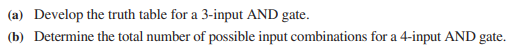 (a) Develop the truth table for a 3-input AND gate.
(b) Determine the total number of possible input combinations for a 4-input AND gate.